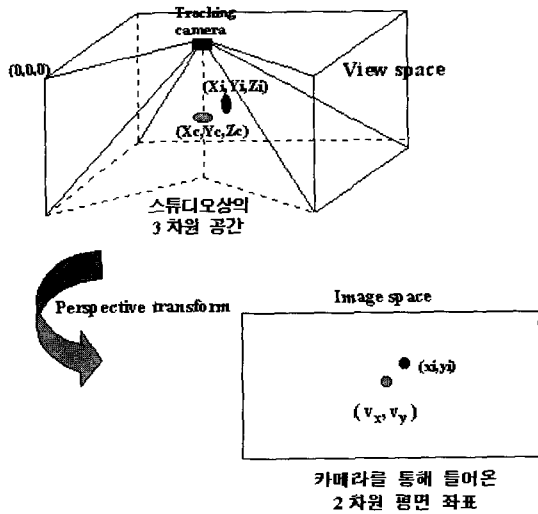 Tracking
camera
(0,0,0)
View space
(Xi,Yi,Zi)
(Xc,Yc,Zc)
스튜디오상의
3 차원 공간
Perspective transform
Image space
(xi,yi)
(v_x, v_y)
카메라를 통해 들어온
2 차원 평면 좌표